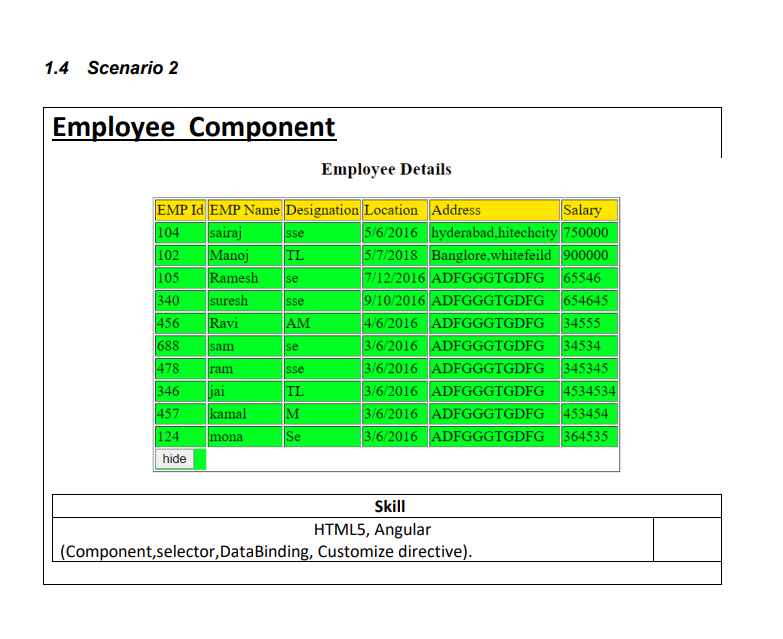 1.4 Scenario 2
Employee Component
Employee Details
EMP Id EMP Name Designation Location Address Salary
104 sairaj sse 5/6/2016 hyderabad,hitechcity 750000
102 Manoj TL 5/7/2018 Banglore,whitefeild 900000
105 Ramesh se 7/12/2016 ADFGGGTGDFG 65546
340 suresh sse 9/10/2016 ADFGGGTGDFG 654645
456 Ravi AM 4/6/2016 ADFGGGTGDFG 34555
688 sam se 3/6/2016 ADFGGGTGDFG 34534
478 ram sse 3/6/2016 ADFGGGTGDFG 345345
346 jai TL 3/6/2016 ADFGGGTGDFG 4534534
457 kamal M 3/6/2016 ADFGGGTGDFG 453454
124 mona Se 3/6/2016 ADFGGGTGDFG 364535
hide
Skill
HTML5, Angular
(Component,selector,DataBinding, Customize directive).